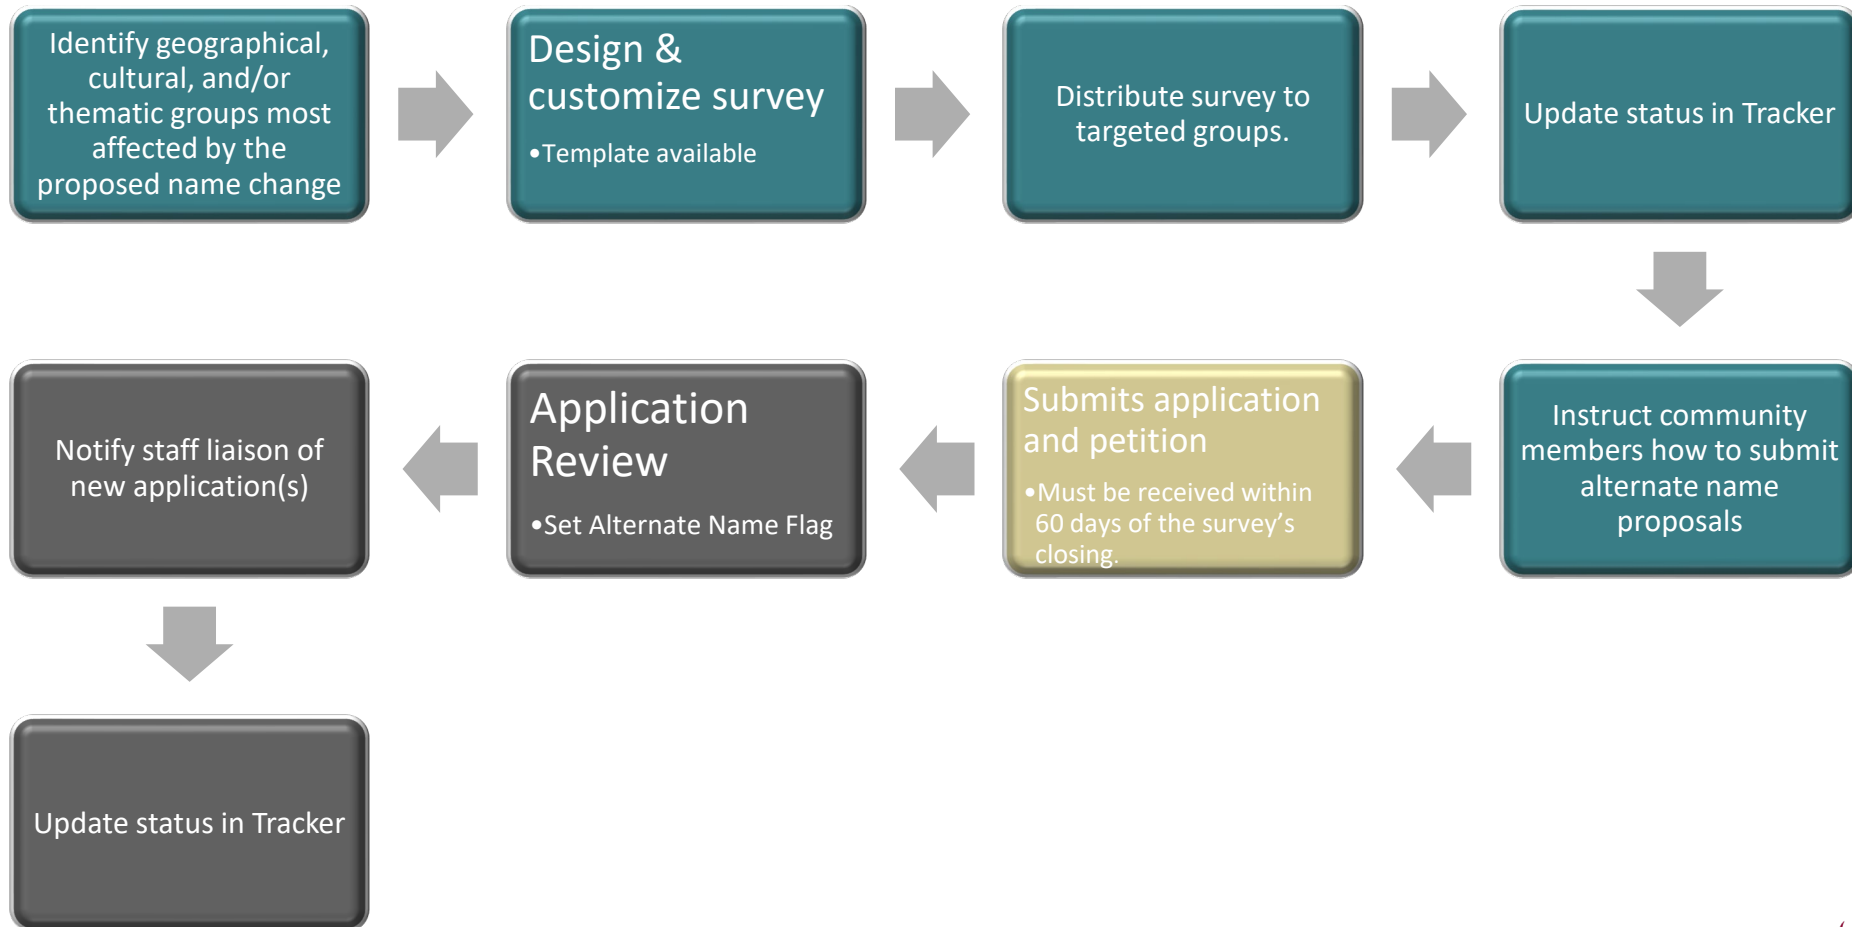 Identify geographical,
cultural, and/or
thematic groups most
affected by the
proposed name change
Design &
customize survey
•Template available
Distribute survey to
targeted groups.
Update status in Tracker
Instruct community
members how to submit
alternate name
proposals
Submits application
and petition
•Must be received within
60 days of the survey’s
closing.
Application
Review
•Set Alternate Name Flag
Notify staff liaison of
new application(s)
Update status in Tracker